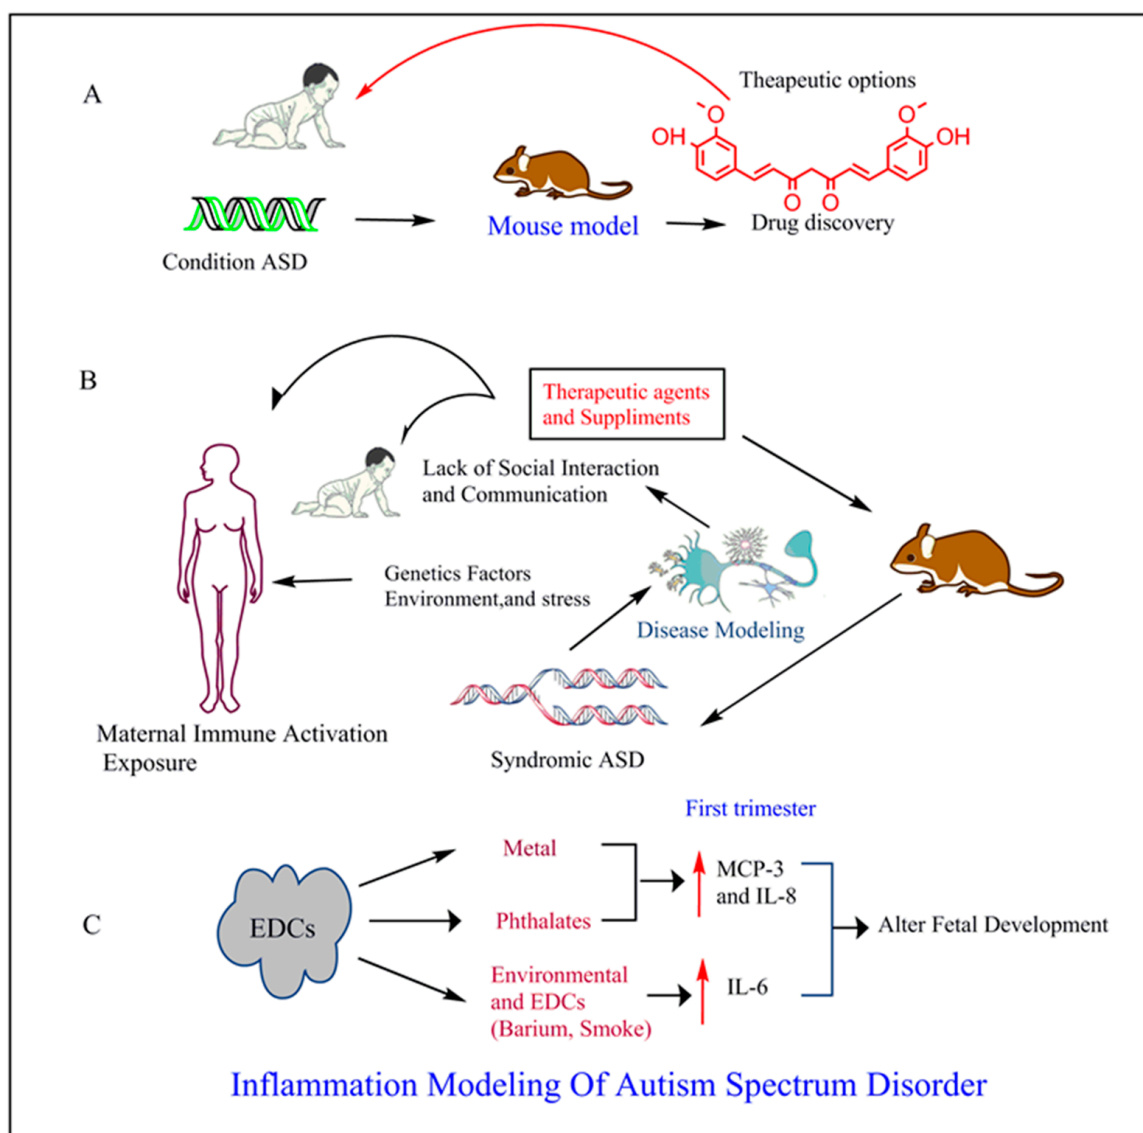 A
Theapeutic options
O
O
OH
OH
O
O
Mouse model
Drug discovery
Condition ASD
B
Therapeutic agents
and Suppliments
Lack of Social Interaction
and Communication
Genetics Factors
Environment,and stress
Disease Modeling
Maternal Immune Activation
Exposure
Syndromic ASD
First trimester
C
EDCs
Metal
Phthalates
Environmental
and EDCs
(Barium, Smoke)
MCP-3
and IL-8
IL-6
Alter Fetal Development
Inflammation Modeling Of Autism Spectrum Disorder